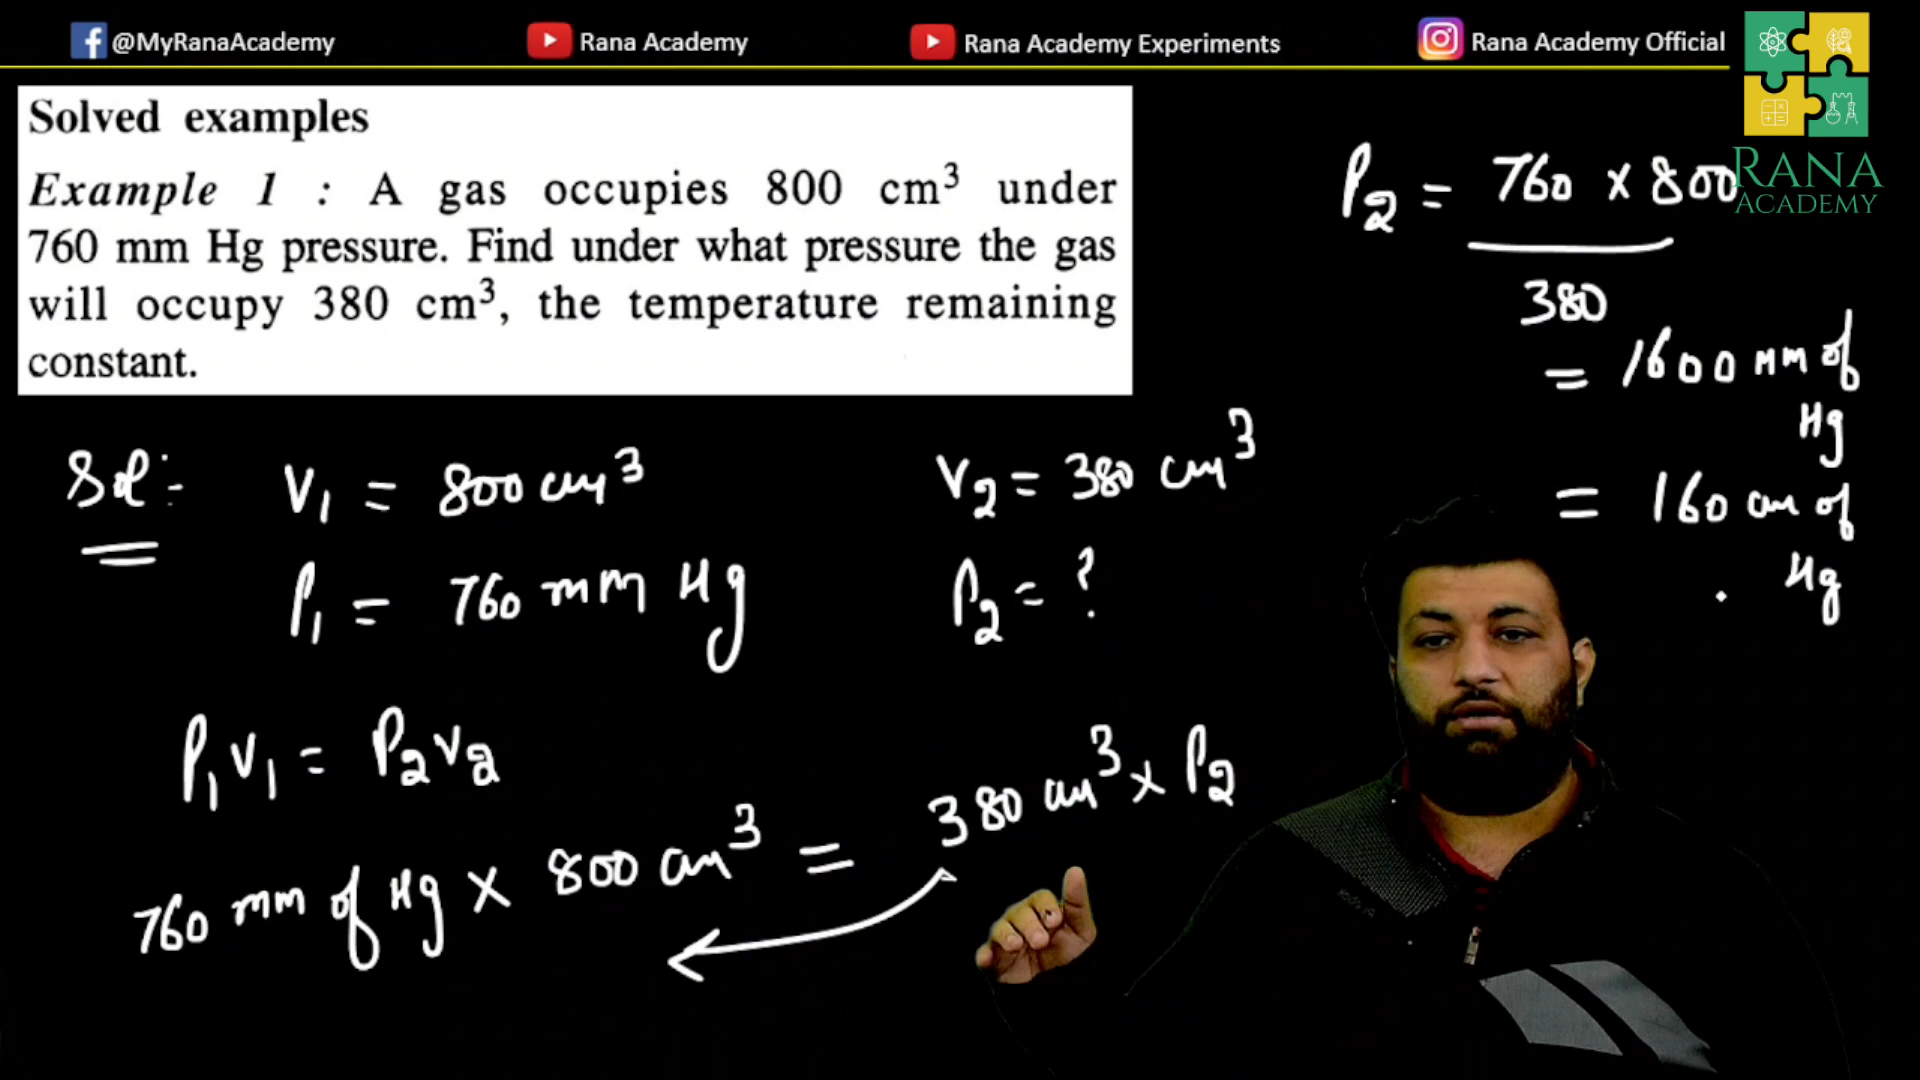 @MyRanaAcademy
Rana Academy
Rana Academy Experiments
Rana Academy Official
RANA
ACADEMY
Solved examples
Example 1 : A gas occupies 800 cm³ under
760 mm Hg pressure. Find under what pressure the gas
will occupy 380 cm³, the temperature remaining
constant.
Sol:-
V₁ = 800 cm³
V₂ = 380 cm³
P₁ = 760 mm Hg
P₂ = ?
P₁V₁ = P₂V₂
760 mm of Hg × 800 cm³ = 380 cm³ × P₂
P₂ = 760 × 800
380
= 1600 mm of
Hg
= 160 cm of
Hg